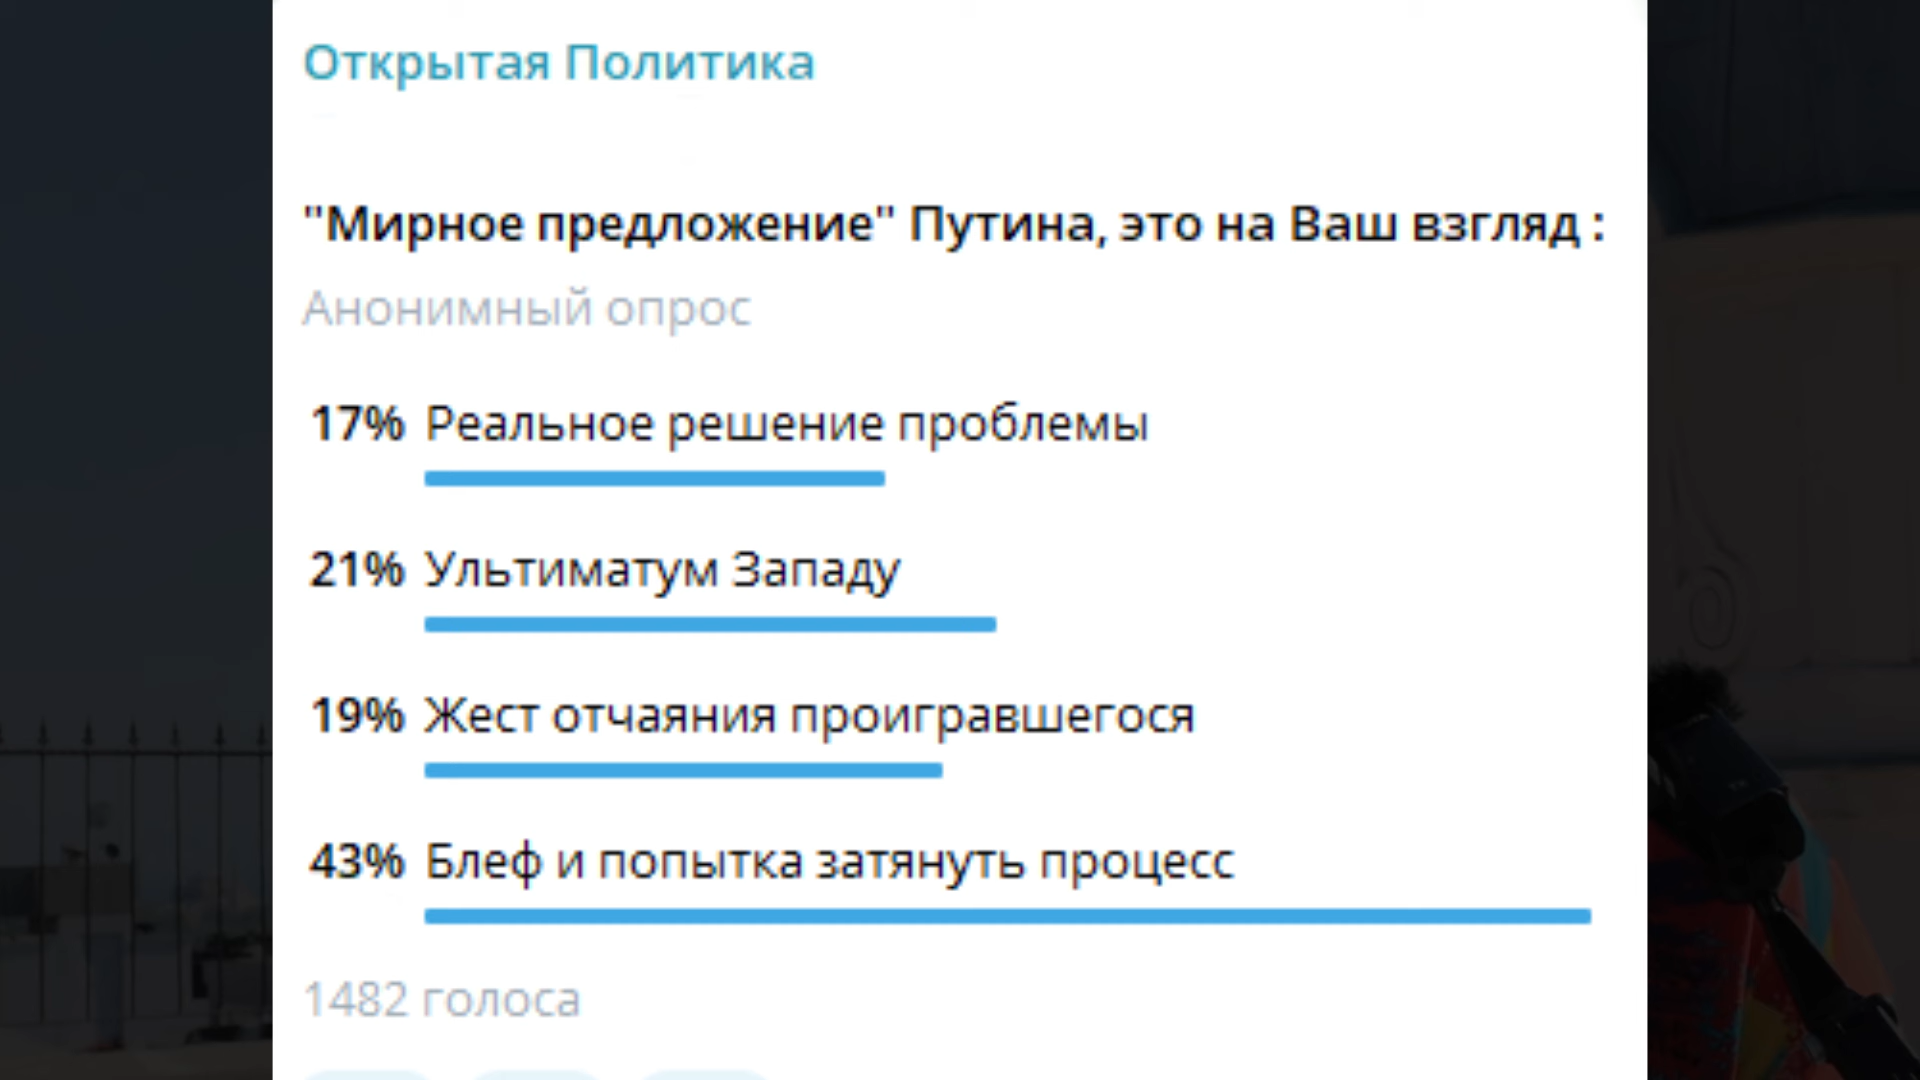 Открытая Политика
"Мирное предложение" Путина, это на Ваш взгляд :
Анонимный опрос
17% Реальное решение проблемы
21% Ультиматум Западу
19% Жест отчаяния проигравшегося
43% Блеф и попытка затянуть процесс
1482 голоса